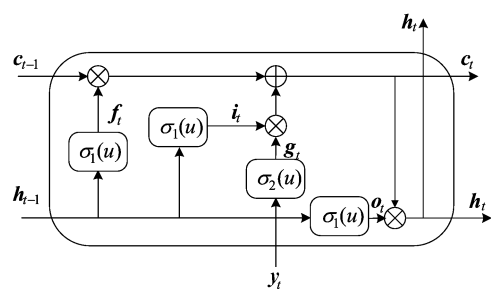 h_t
c_{t-1}
c_t
f_t
i_t
σ_1(u)
σ_1(u)
g_t
σ_2(u)
h_{t-1}
σ_1(u)
o_t
h_t
y_t